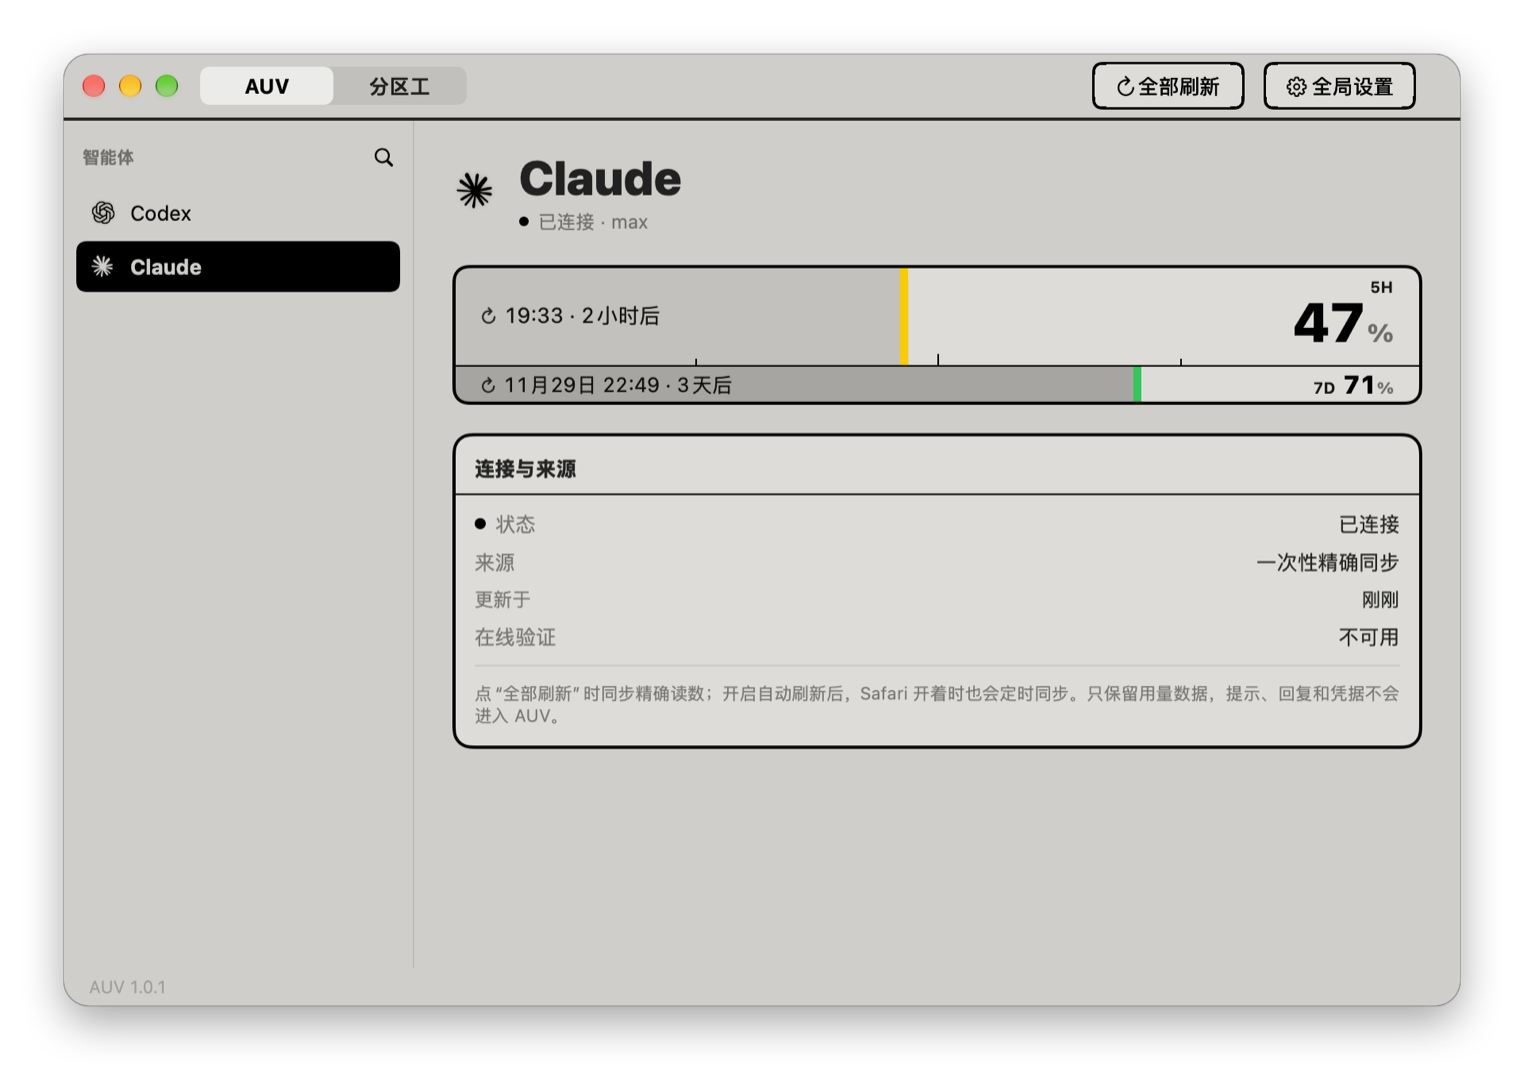 AUV
分区工
全部刷新
全局设置
智能体
Codex
Claude
AUV 1.0.1
Claude
已连接 · max
19:33 · 2小时后
5H
47%
11月29日 22:49 · 3天后
7D 71%
连接与来源
状态 已连接
来源 一次性精确同步
更新于 刚刚
在线验证 不可用
点“全部刷新”时同步精确读数；开启自动刷新后，Safari 开着时也会定时同步。只保留用量数据，提示、回复和凭据不会
进入 AUV。